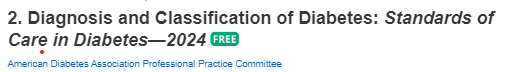 2. Diagnosis and Classification of Diabetes: Standards of
Care in Diabetes—2024 FREE
American Diabetes Association Professional Practice Committee